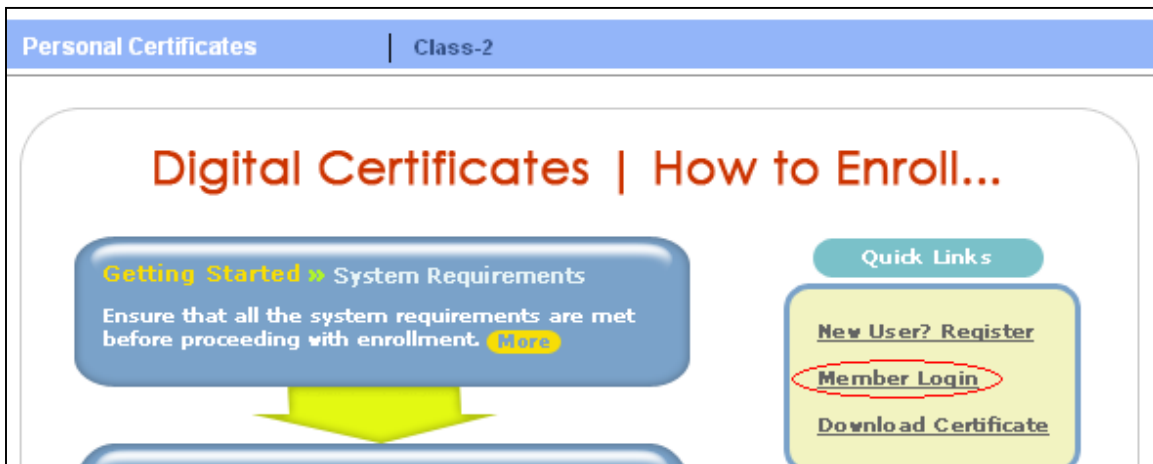 Personal Certificates | Class-2
Digital Certificates | How to Enroll...
Getting Started » System Requirements
Ensure that all the system requirements are met
before proceeding with enrollment. More
Quick Links
New User? Register
Member Login
Download Certificate